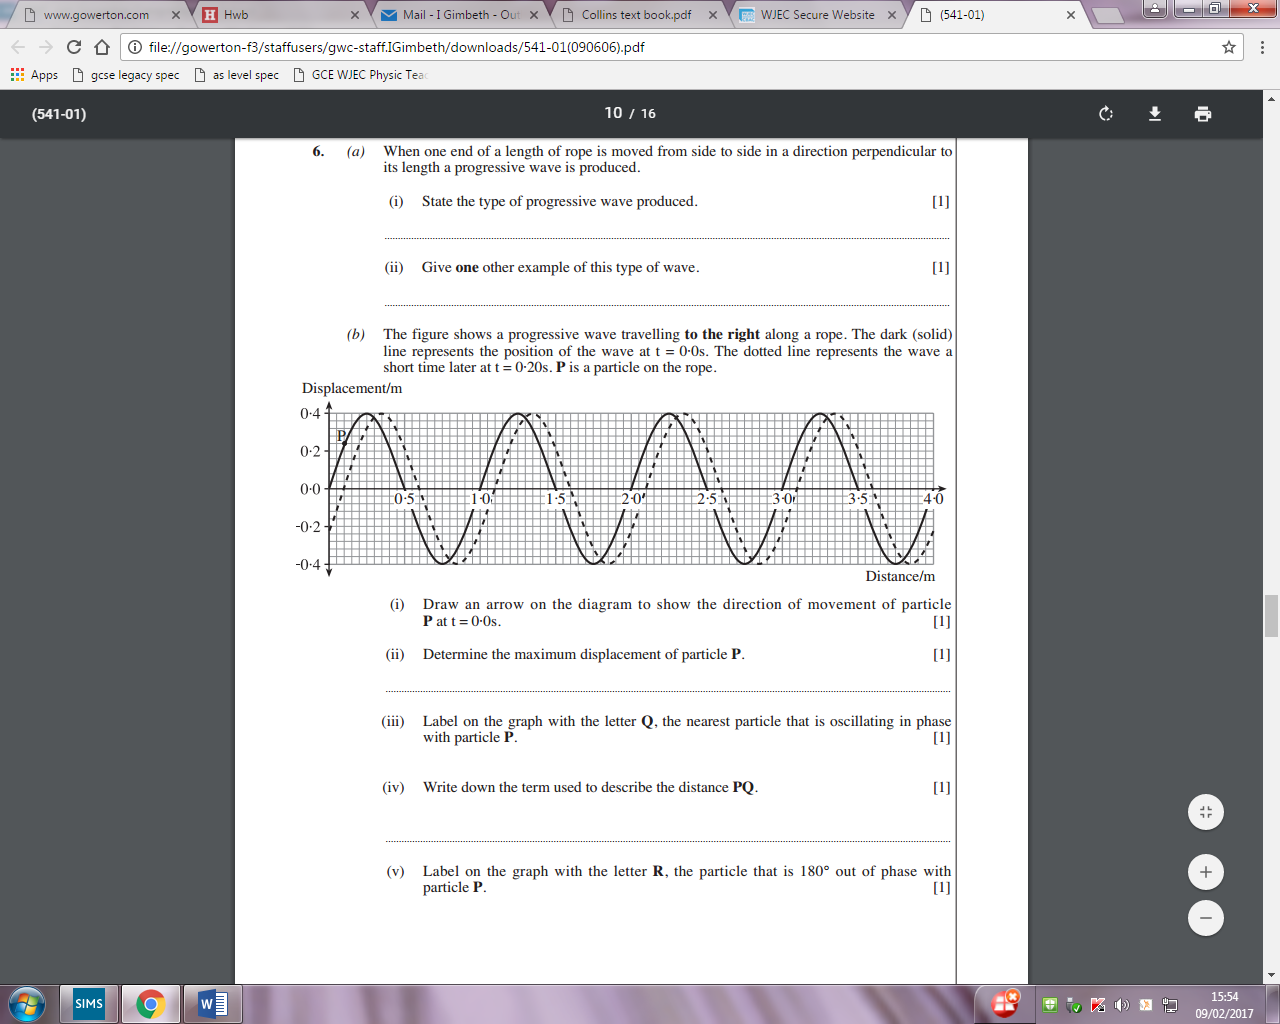 www.gowerton.com
Hwb
Mail - I Gimbeth - Out
Collins text book.pdf
WJEC Secure Website
(541-01)
file://gowerton-f3/staffusers/gwc-staff.IGimbeth/downloads/541-01(090606).pdf
Apps
gcse legacy spec
as level spec
GCE WJEC Physic Teac
(541-01)
10 / 16
6. (a) When one end of a length of rope is moved from side to side in a direction perpendicular to
its length a progressive wave is produced.
(i) State the type of progressive wave produced. [1]
(ii) Give one other example of this type of wave. [1]
(b) The figure shows a progressive wave travelling to the right along a rope. The dark (solid)
line represents the position of the wave at t = 0·0s. The dotted line represents the wave a
short time later at t = 0·20s. P is a particle on the rope.
Displacement/m
0·4
P
0·2
0·0
0·5 1·0 1·5 2·0 2·5 3·0 3·5 4·0
-0·2
-0·4
Distance/m
(i) Draw an arrow on the diagram to show the direction of movement of particle
P at t = 0·0s. [1]
(ii) Determine the maximum displacement of particle P. [1]
(iii) Label on the graph with the letter Q, the nearest particle that is oscillating in phase
with particle P. [1]
(iv) Write down the term used to describe the distance PQ. [1]
(v) Label on the graph with the letter R, the particle that is 180° out of phase with
particle P. [1]
SIMS
15:54
09/02/2017